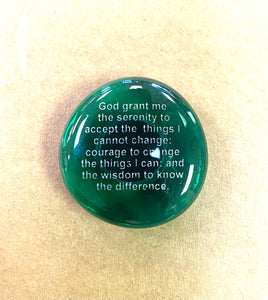 God grant me
the serenity to
accept the things I
cannot change;
courage to change
the things I can; and
the wisdom to know
the difference.